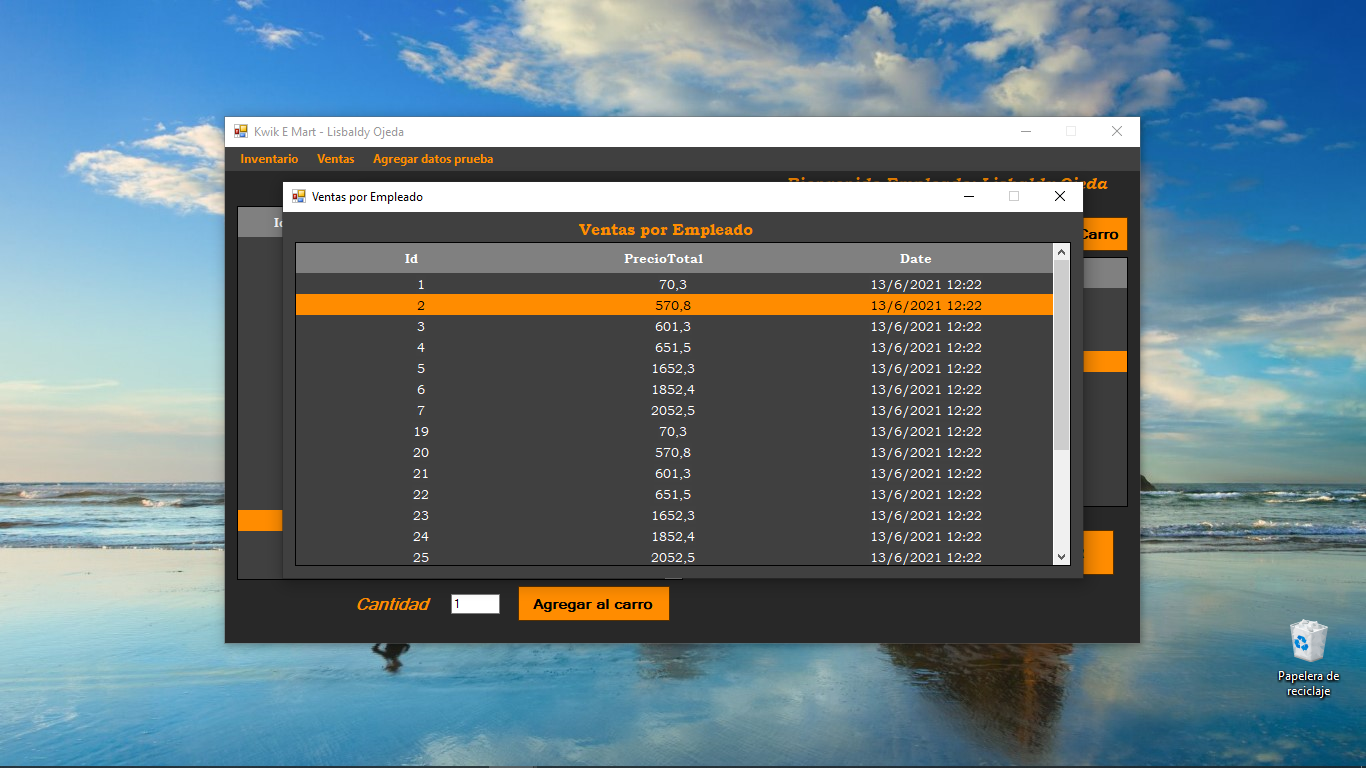 Kwik E Mart - Lisbaldy Ojeda
Inventario Ventas Agregar datos prueba
Ventas por Empleado
Carro
Ventas por Empleado
Id PrecioTotal Date
1 70,3 13/6/2021 12:22
2 570,8 13/6/2021 12:22
3 601,3 13/6/2021 12:22
4 651,5 13/6/2021 12:22
5 1652,3 13/6/2021 12:22
6 1852,4 13/6/2021 12:22
7 2052,5 13/6/2021 12:22
19 70,3 13/6/2021 12:22
20 570,8 13/6/2021 12:22
21 601,3 13/6/2021 12:22
22 651,5 13/6/2021 12:22
23 1652,3 13/6/2021 12:22
24 1852,4 13/6/2021 12:22
25 2052,5 13/6/2021 12:22
Cantidad 1 Agregar al carro
Papelera de
reciclaje